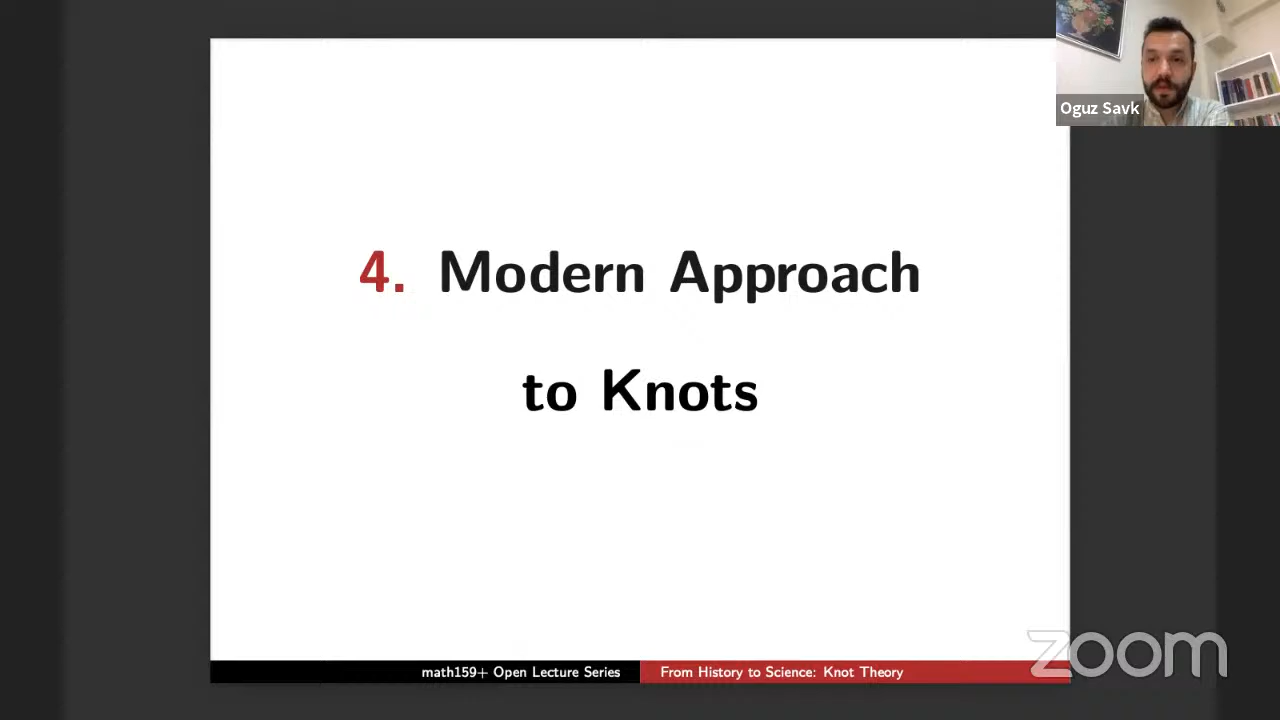 Oguz Savk
4. Modern Approach
to Knots
math159+ Open Lecture Series
From History to Science: Knot Theory
zoom